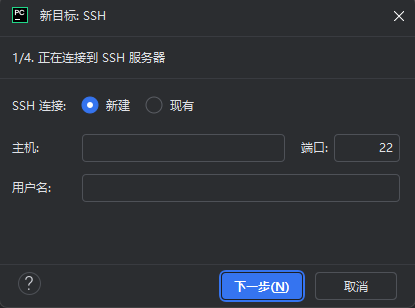 PC 新目标: SSH
1/4. 正在连接到 SSH 服务器
SSH 连接: 新建 现有
主机: 端口: 22
用户名:
? 下一步(N) 取消